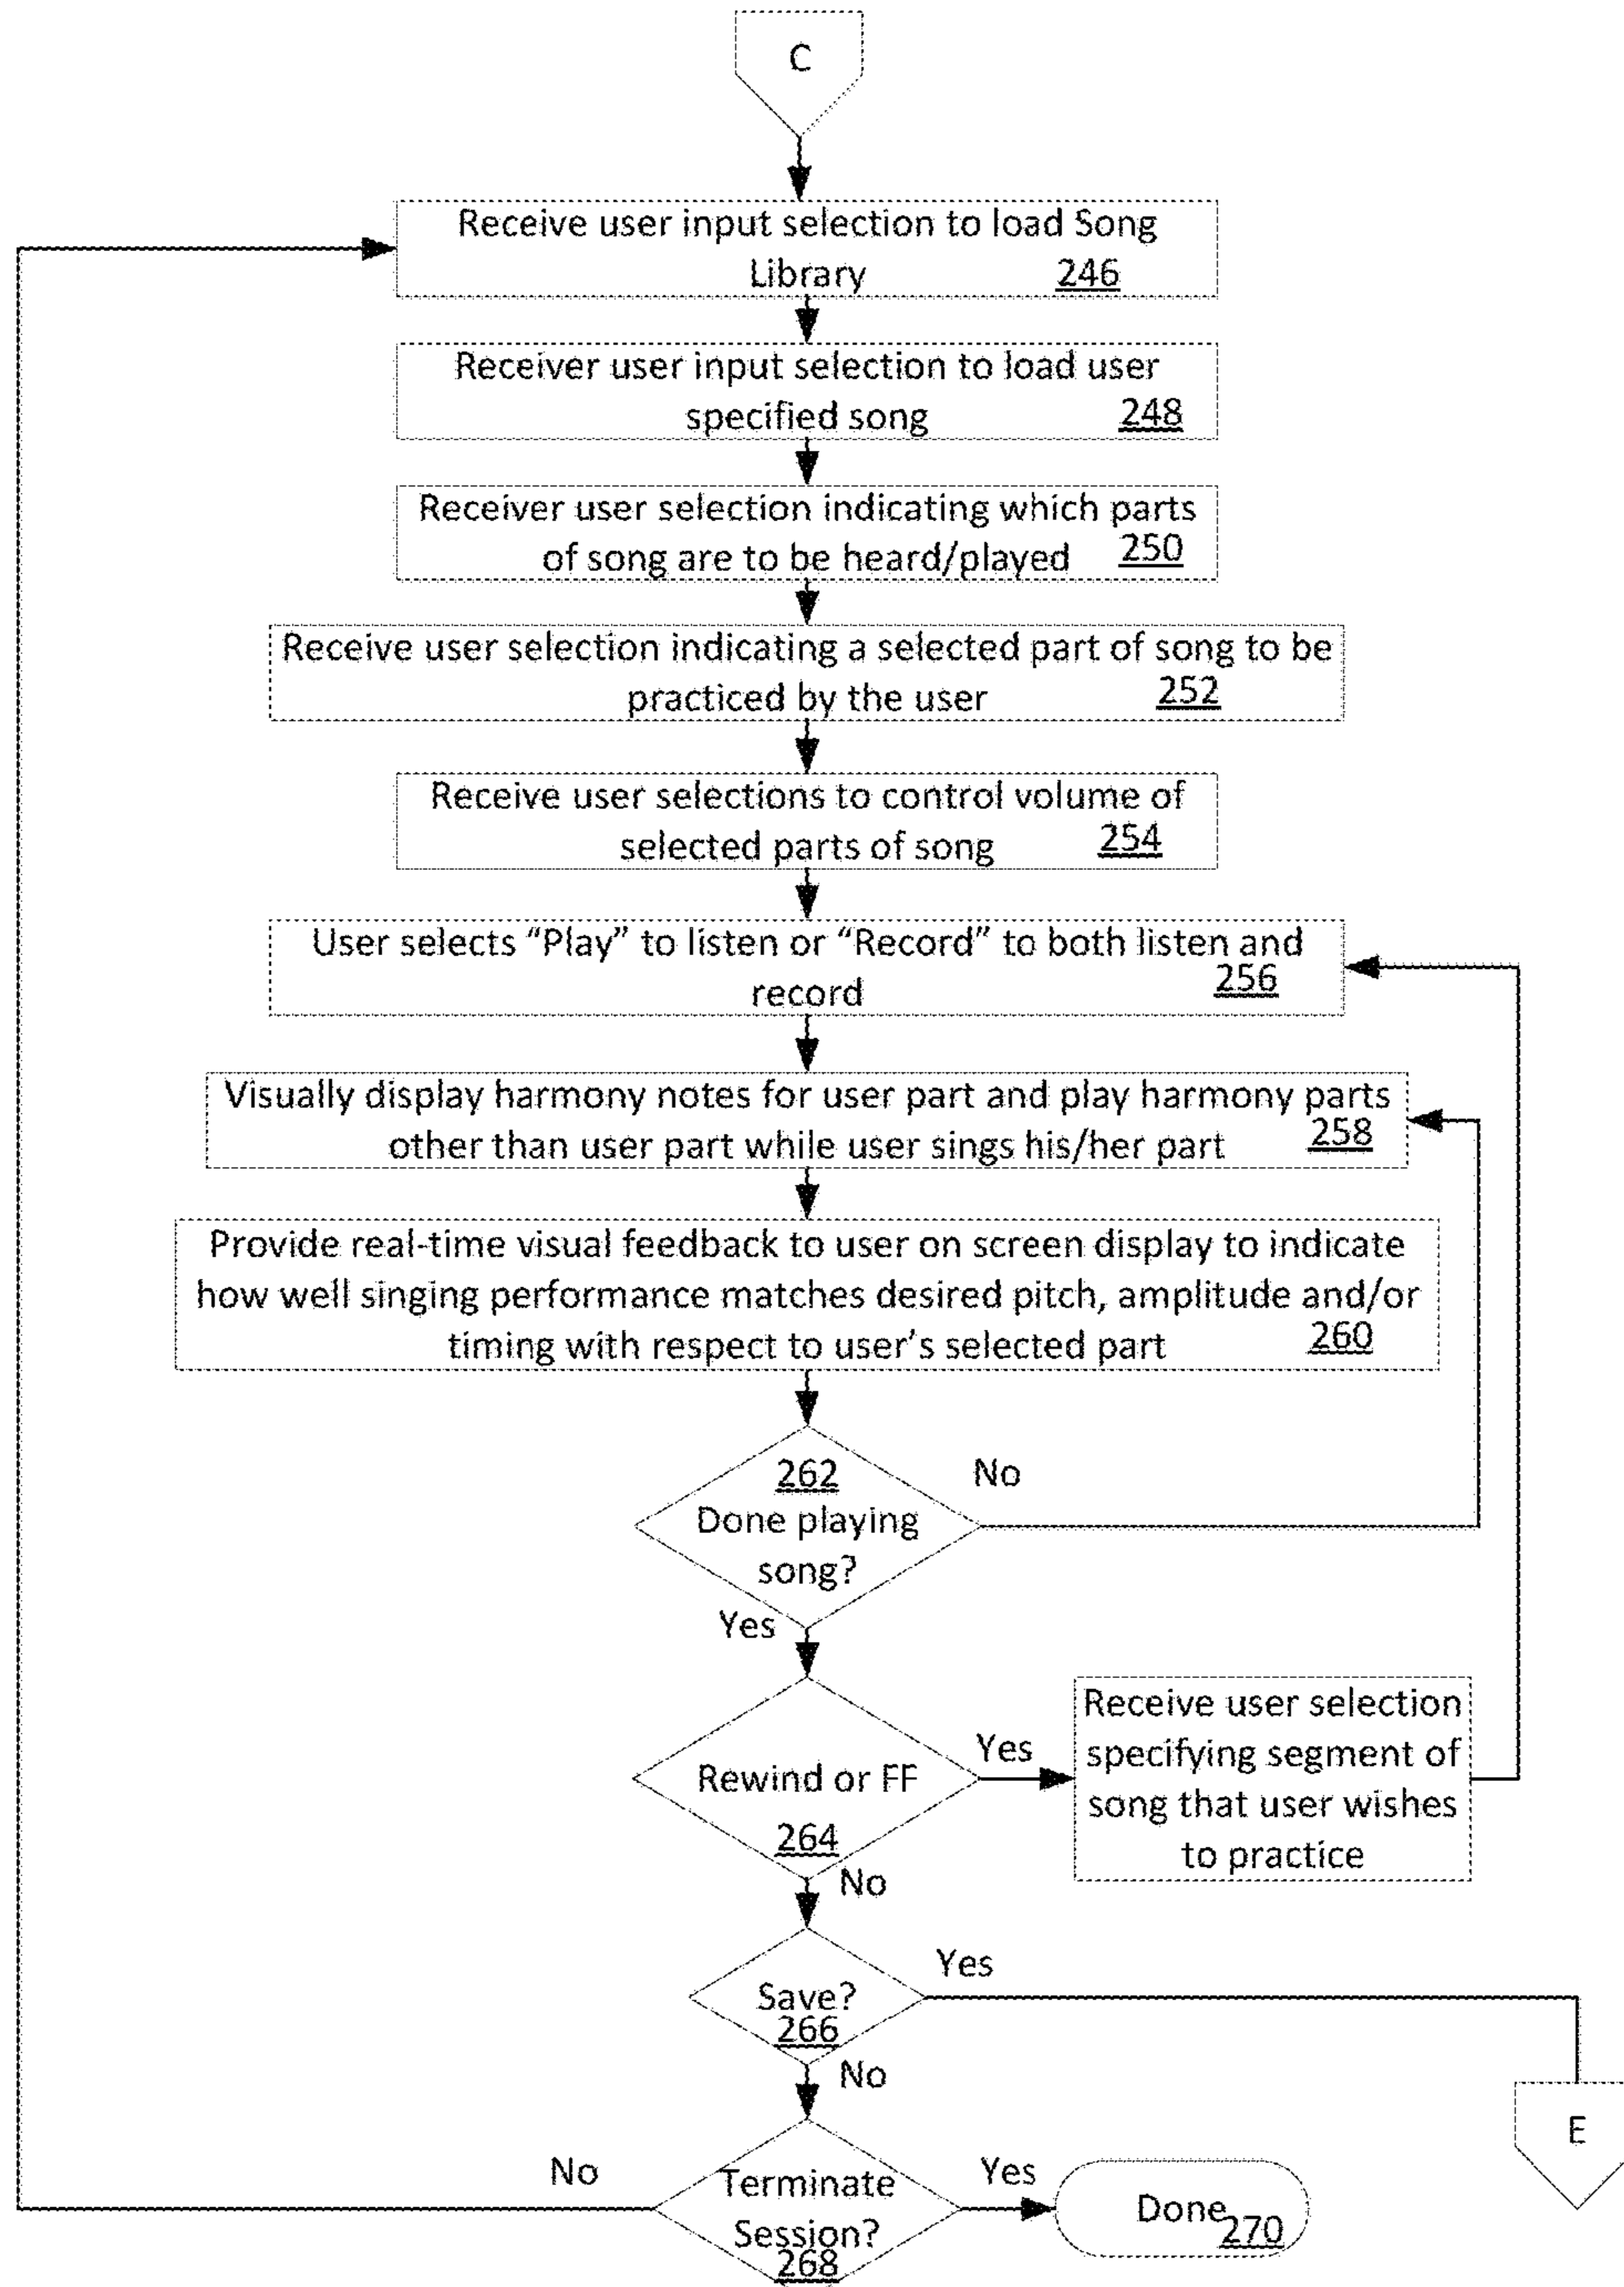 C
Receive user input selection to load Song
Library 246
Receiver user input selection to load user
specified song 248
Receiver user selection indicating which parts
of song are to be heard/played 250
Receive user selection indicating a selected part of song to be
practiced by the user 252
Receive user selections to control volume of
selected parts of song 254
User selects “Play” to listen or “Record” to both listen and
record 256
Visually display harmony notes for user part and play harmony parts
other than user part while user sings his/her part 258
Provide real-time visual feedback to user on screen display to indicate
how well singing performance matches desired pitch, amplitude and/or
timing with respect to user’s selected part 260
262
Done playing
song?
No
Yes
Rewind or FF
264
Yes
Receive user selection
specifying segment of
song that user wishes
to practice
No
Save?
266
Yes
No
E
Terminate
Session?
268
No
Yes
Done 270